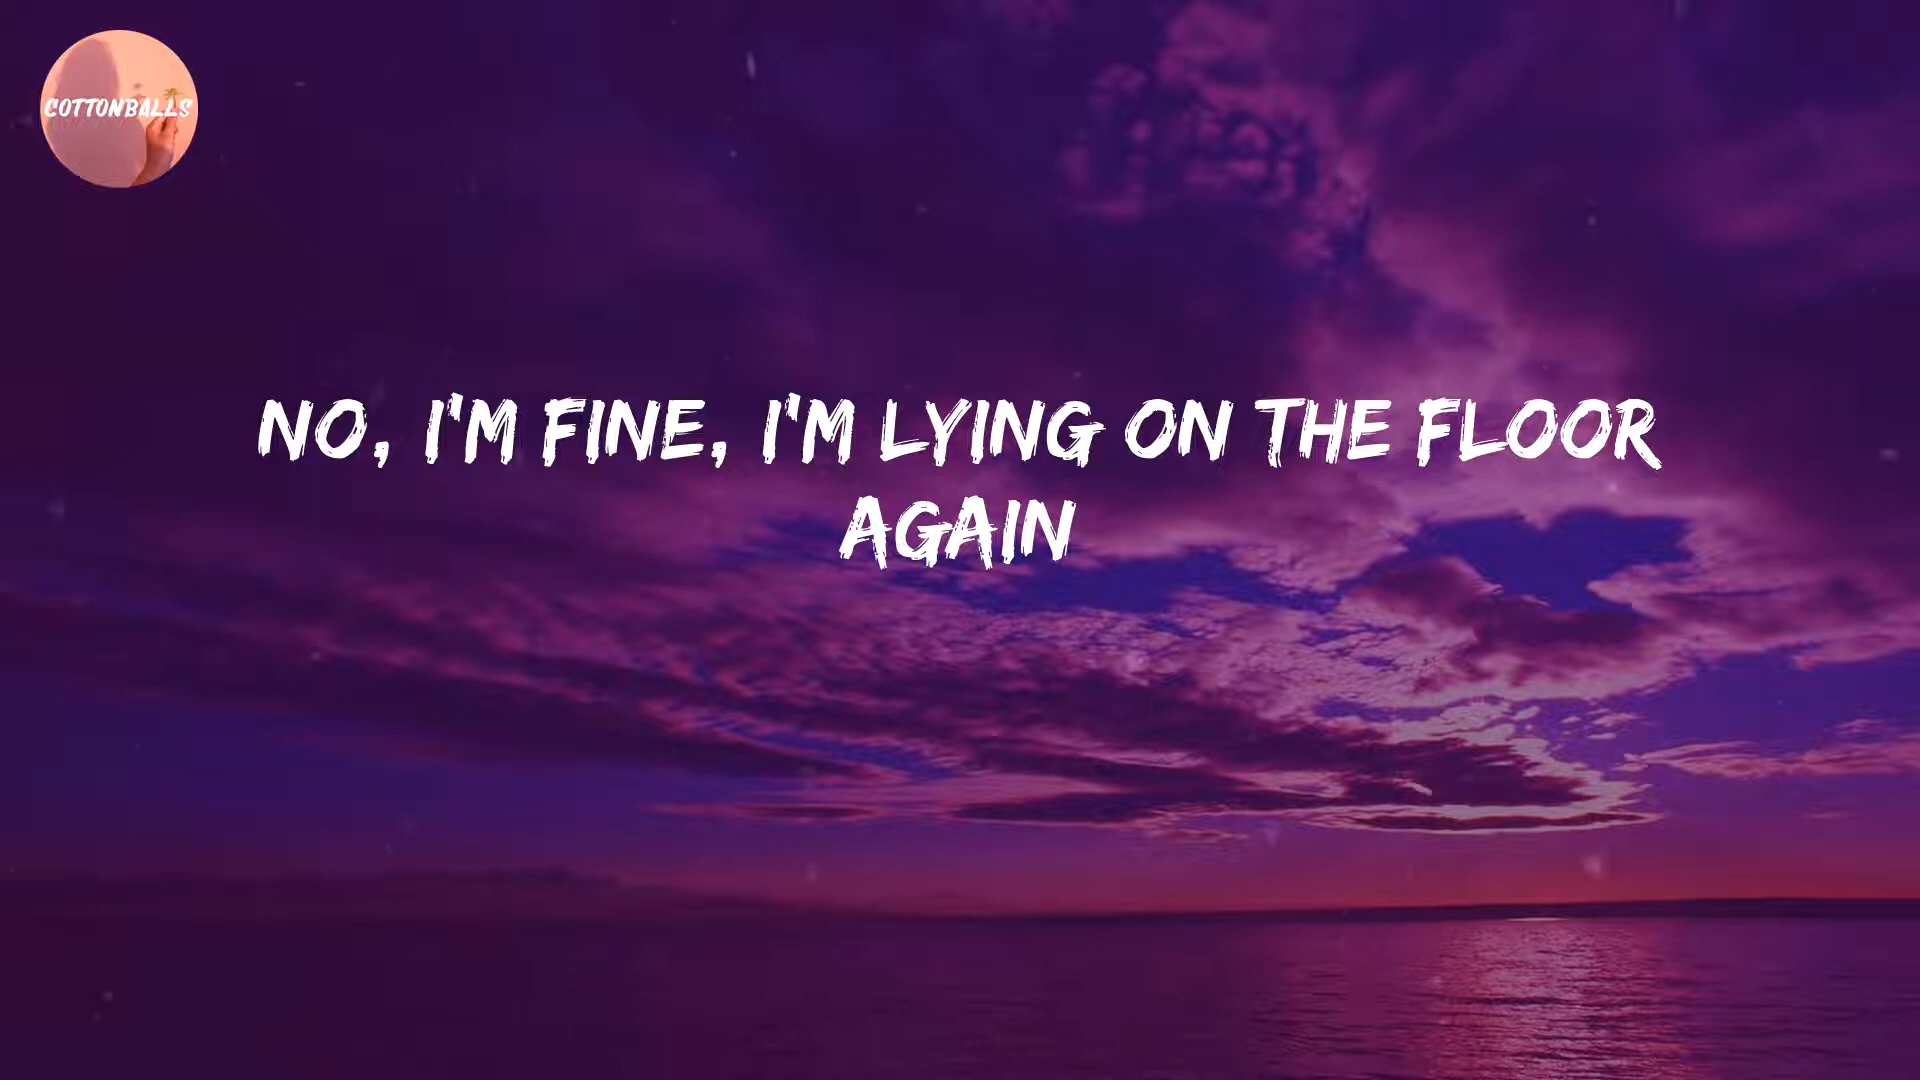 COTTONBALLS
NO, I'M FINE, I'M LYING ON THE FLOOR
AGAIN